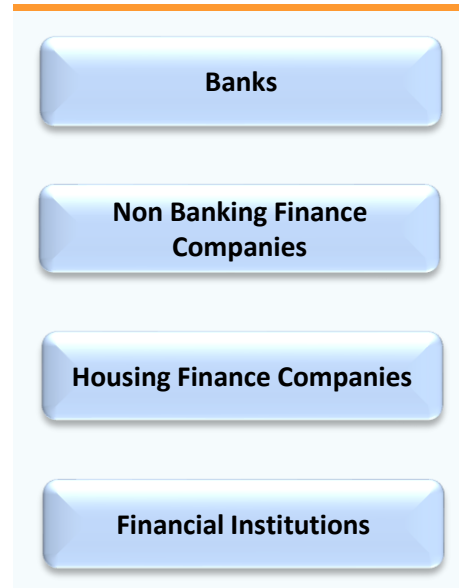 Banks
Non Banking Finance
Companies
Housing Finance Companies
Financial Institutions